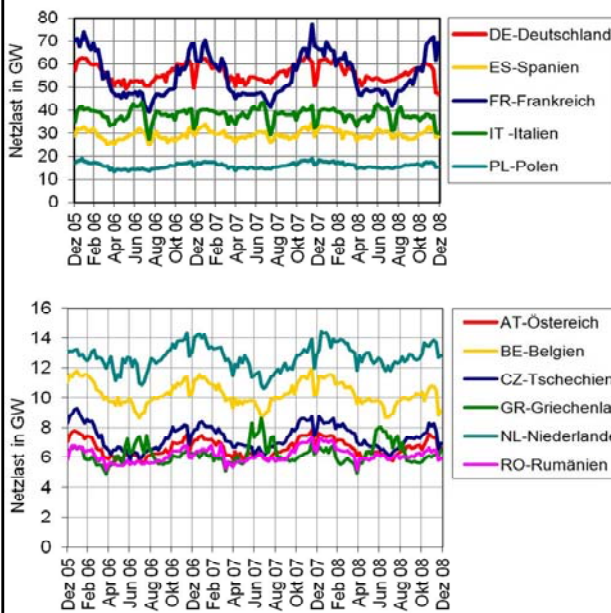 Netzlast in GW
80
70
60
50
40
30
20
10
0
Dez 05
Feb 06
Apr 06
Jun 06
Aug 06
Okt 06
Dez 06
Feb 07
Apr 07
Jun 07
Aug 07
Okt 07
Dez 07
Feb 08
Apr 08
Jun 08
Aug 08
Okt 08
Dez 08
DE-Deutschland
ES-Spanien
FR-Frankreich
IT -Italien
PL-Polen
Netzlast in GW
16
14
12
10
8
6
4
2
0
Dez 05
Feb 06
Apr 06
Jun 06
Aug 06
Okt 06
Dez 06
Feb 07
Apr 07
Jun 07
Aug 07
Okt 07
Dez 07
Feb 08
Apr 08
Jun 08
Aug 08
Okt 08
Dez 08
AT-Östereich
BE-Belgien
CZ-Tschechien
GR-Griechenla
NL-Niederlande
RO-Rumänien